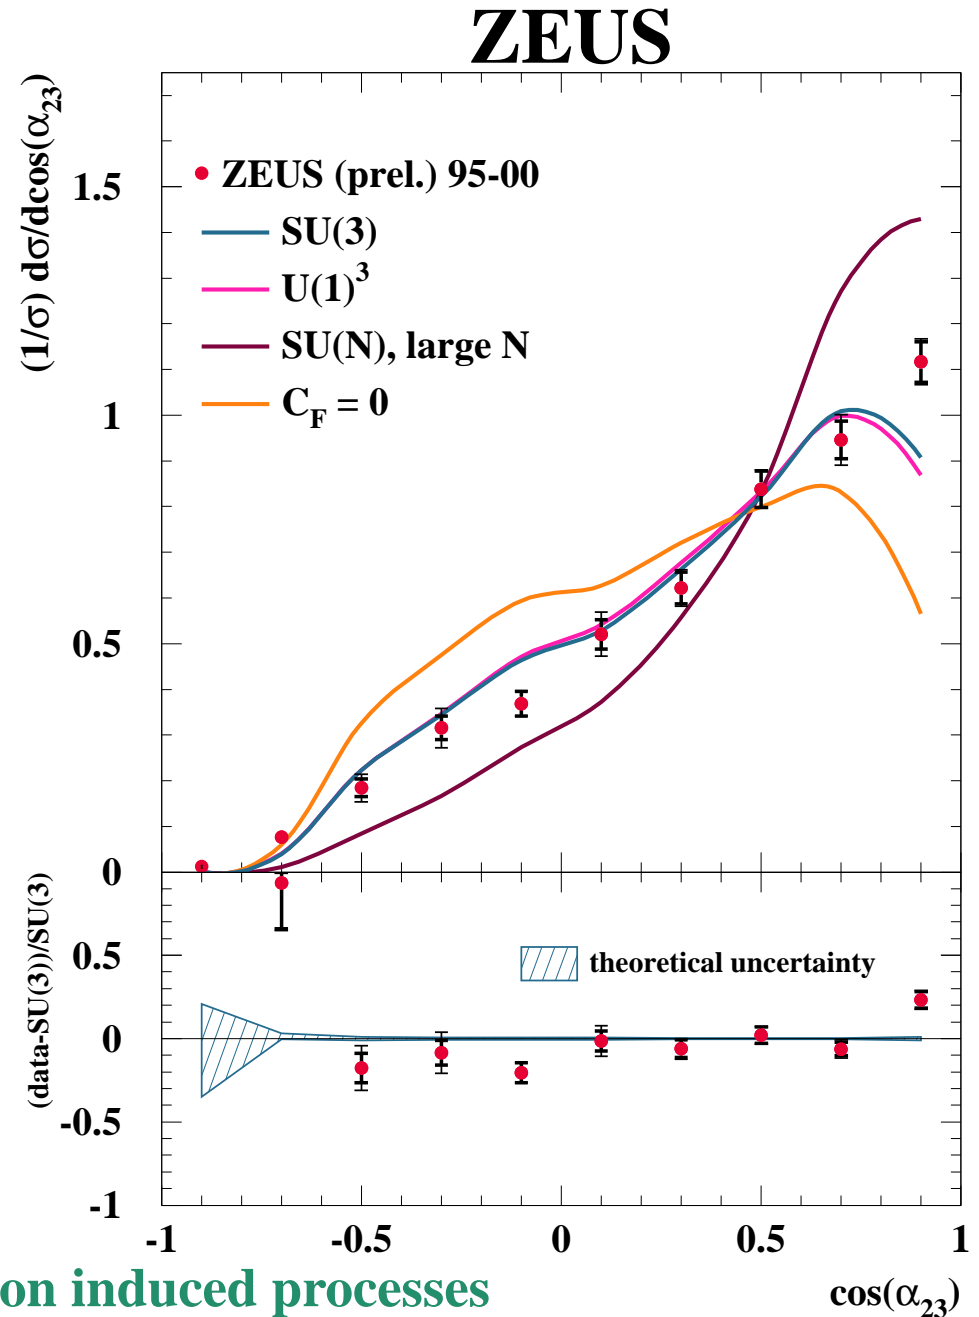 ZEUS
(1/σ) dσ/dcos(α23)
ZEUS (prel.) 95-00
SU(3)
U(1)³
SU(N), large N
CF = 0
1.5
1
0.5
0
(data-SU(3))/SU(3)
theoretical uncertainty
0.5
0
-0.5
-1
-1
-0.5
0
0.5
1
on induced processes
cos(α23)